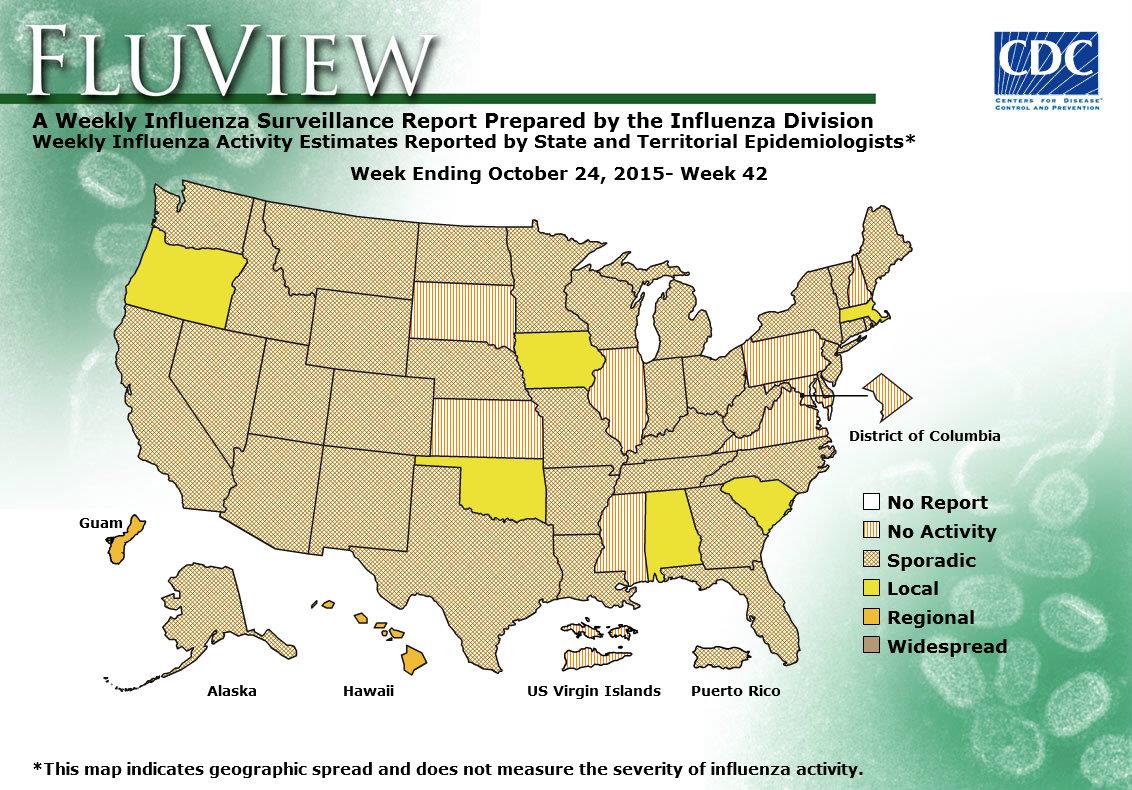 FLUVIEW
CDC
CENTERS FOR DISEASE™
CONTROL AND PREVENTION
A Weekly Influenza Surveillance Report Prepared by the Influenza Division
Weekly Influenza Activity Estimates Reported by State and Territorial Epidemiologists*
Week Ending October 24, 2015- Week 42
District of Columbia
No Report
No Activity
Sporadic
Local
Regional
Widespread
Guam
Alaska
Hawaii
US Virgin Islands
Puerto Rico
*This map indicates geographic spread and does not measure the severity of influenza activity.